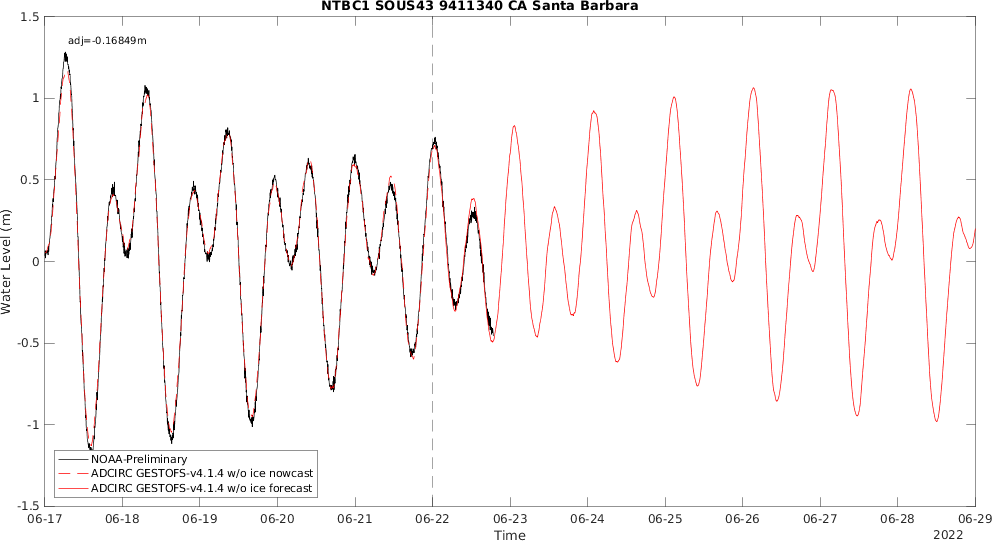 NTBC1 SOUS43 9411340 CA Santa Barbara
adj=-0.16849m
1.5
1
0.5
0
-0.5
-1
-1.5
Water Level (m)
NOAA-Preliminary
ADCIRC GESTOFS-v4.1.4 w/o ice nowcast
ADCIRC GESTOFS-v4.1.4 w/o ice forecast
06-17 06-18 06-19 06-20 06-21 06-22 06-23 06-24 06-25 06-26 06-27 06-28 06-29
Time
2022